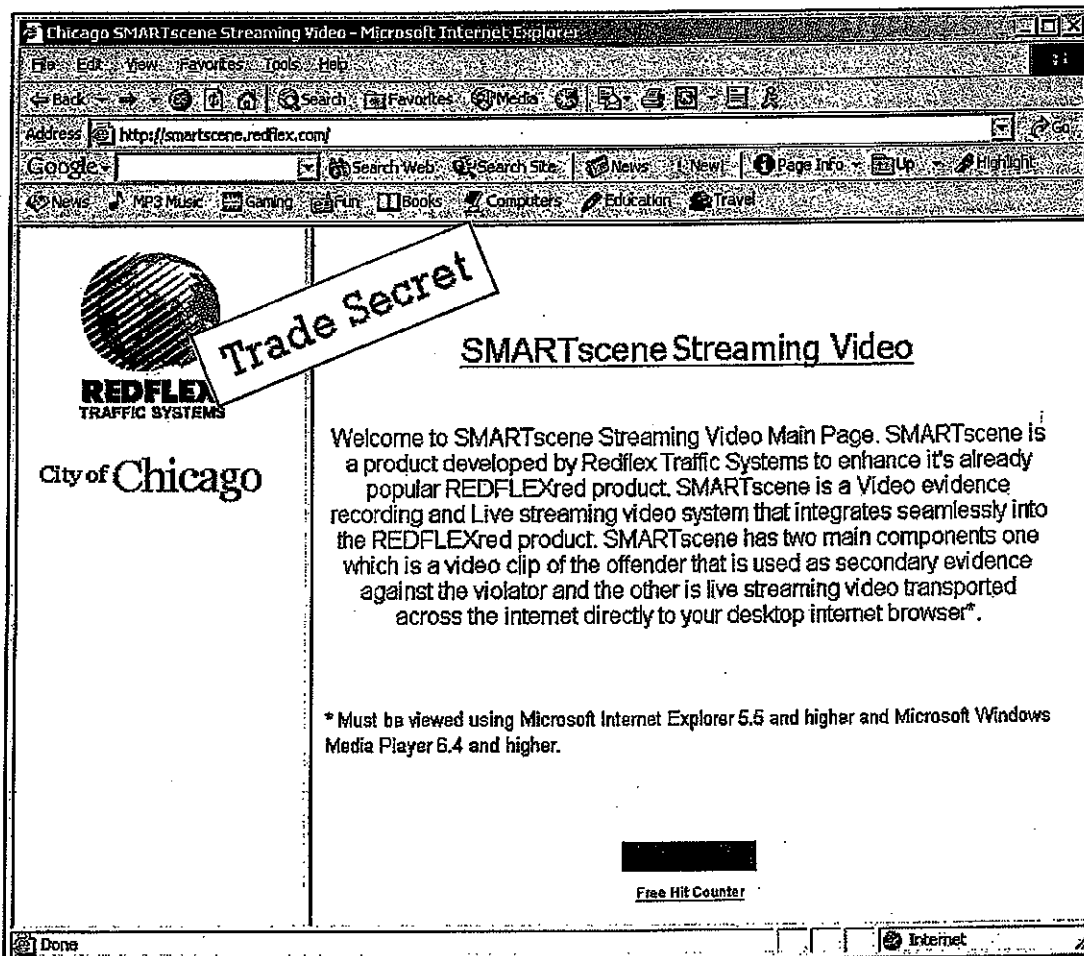 Chicago SMARTscene Streaming Video - Microsoft Internet Explorer
File Edit View Favorites Tools Help
Back Search Favorites Media
Address http://smartscene.redflex.com/ Go
Google Search Web Search Site News New! Page Info Up Highlight
News MP3 Music Gaming Fun Books Computers Education Travel
Trade Secret
REDFLEX
TRAFFIC SYSTEMS
City of Chicago
SMARTscene Streaming Video
Welcome to SMARTscene Streaming Video Main Page. SMARTscene is
a product developed by Redflex Traffic Systems to enhance it's already
popular REDFLEXred product. SMARTscene is a Video evidence
recording and Live streaming video system that integrates seamlessly into
the REDFLEXred product. SMARTscene has two main components one
which is a video clip of the offender that is used as secondary evidence
against the violator and the other is live streaming video transported
across the internet directly to your desktop internet browser*.
* Must be viewed using Microsoft Internet Explorer 5.5 and higher and Microsoft Windows
Media Player 6.4 and higher.
Free Hit Counter
Done Internet